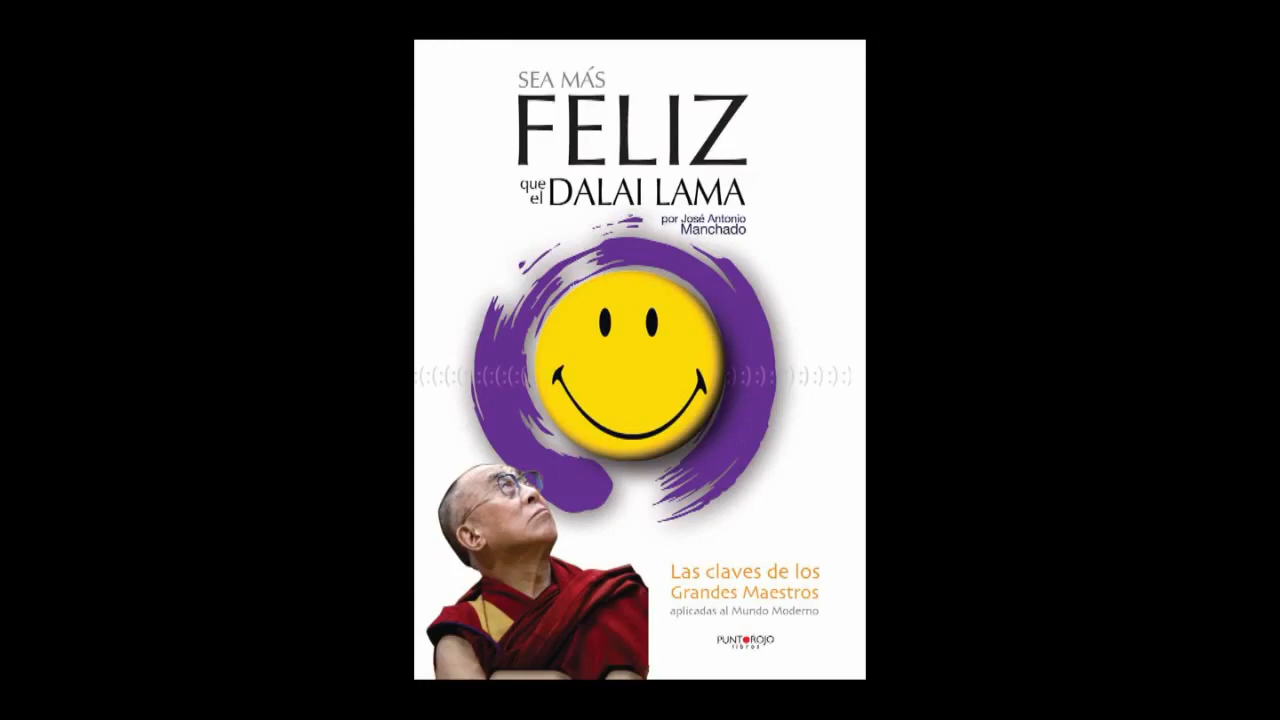 SEA MÁS
FELIZ
que el DALAI LAMA
por José Antonio
Manchado
Las claves de los
Grandes Maestros
aplicadas al Mundo Moderno
PUNTOROJO
libros